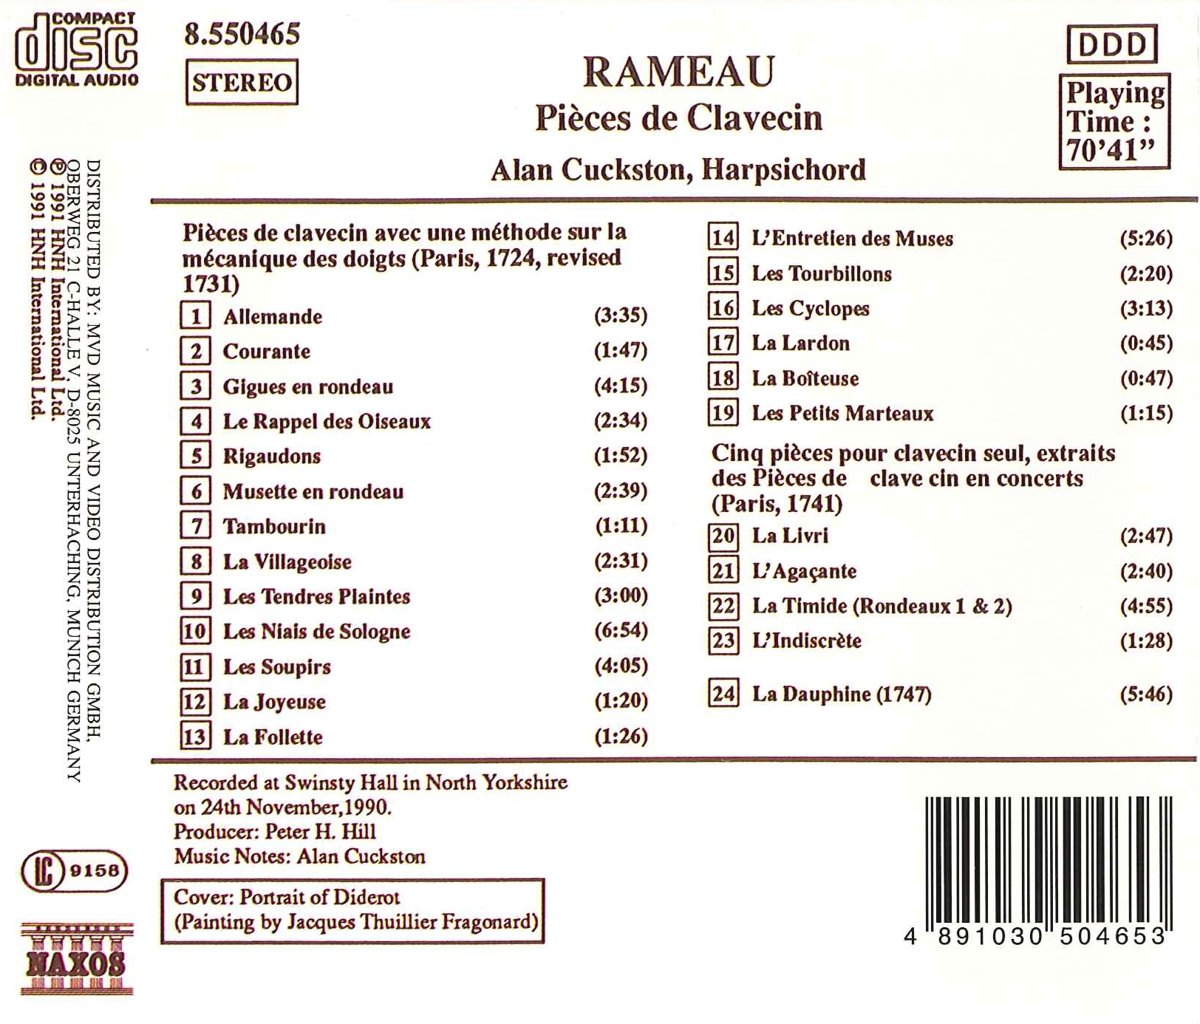 COMPACT
disc
DIGITAL AUDIO
8.550465
STEREO
RAMEAU
Pièces de Clavecin
Alan Cuckston, Harpsichord
DDD
Playing
Time :
70'41”
DISTRIBUTED BY: MVD MUSIC AND VIDEO DISTRIBUTION GMBH,
OBERWEG 21 C-HALLE V, D-8025 UNTERHACHING, MUNICH GERMANY
℗ 1991 HNH International Ltd.
© 1991 HNH International Ltd.
Pièces de clavecin avec une méthode sur la
mécanique des doigts (Paris, 1724, revised
1731)
1 Allemande (3:35)
2 Courante (1:47)
3 Gigues en rondeau (4:15)
4 Le Rappel des Oiseaux (2:34)
5 Rigaudons (1:52)
6 Musette en rondeau (2:39)
7 Tambourin (1:11)
8 La Villageoise (2:31)
9 Les Tendres Plaintes (3:00)
10 Les Niais de Sologne (6:54)
11 Les Soupirs (4:05)
12 La Joyeuse (1:20)
13 La Follette (1:26)
14 L'Entretien des Muses (5:26)
15 Les Tourbillons (2:20)
16 Les Cyclopes (3:13)
17 La Lardon (0:45)
18 La Boîteuse (0:47)
19 Les Petits Marteaux (1:15)
Cinq pièces pour clavecin seul, extraits
des Pièces de clave cin en concerts
(Paris, 1741)
20 La Livri (2:47)
21 L'Agaçante (2:40)
22 La Timide (Rondeaux 1 & 2) (4:55)
23 L'Indiscrète (1:28)
24 La Dauphine (1747) (5:46)
Recorded at Swinsty Hall in North Yorkshire
on 24th November,1990.
Producer: Peter H. Hill
Music Notes: Alan Cuckston
Cover: Portrait of Diderot
(Painting by Jacques Thuillier Fragonard)
LC 9158
NAXOS
4 891030 504653